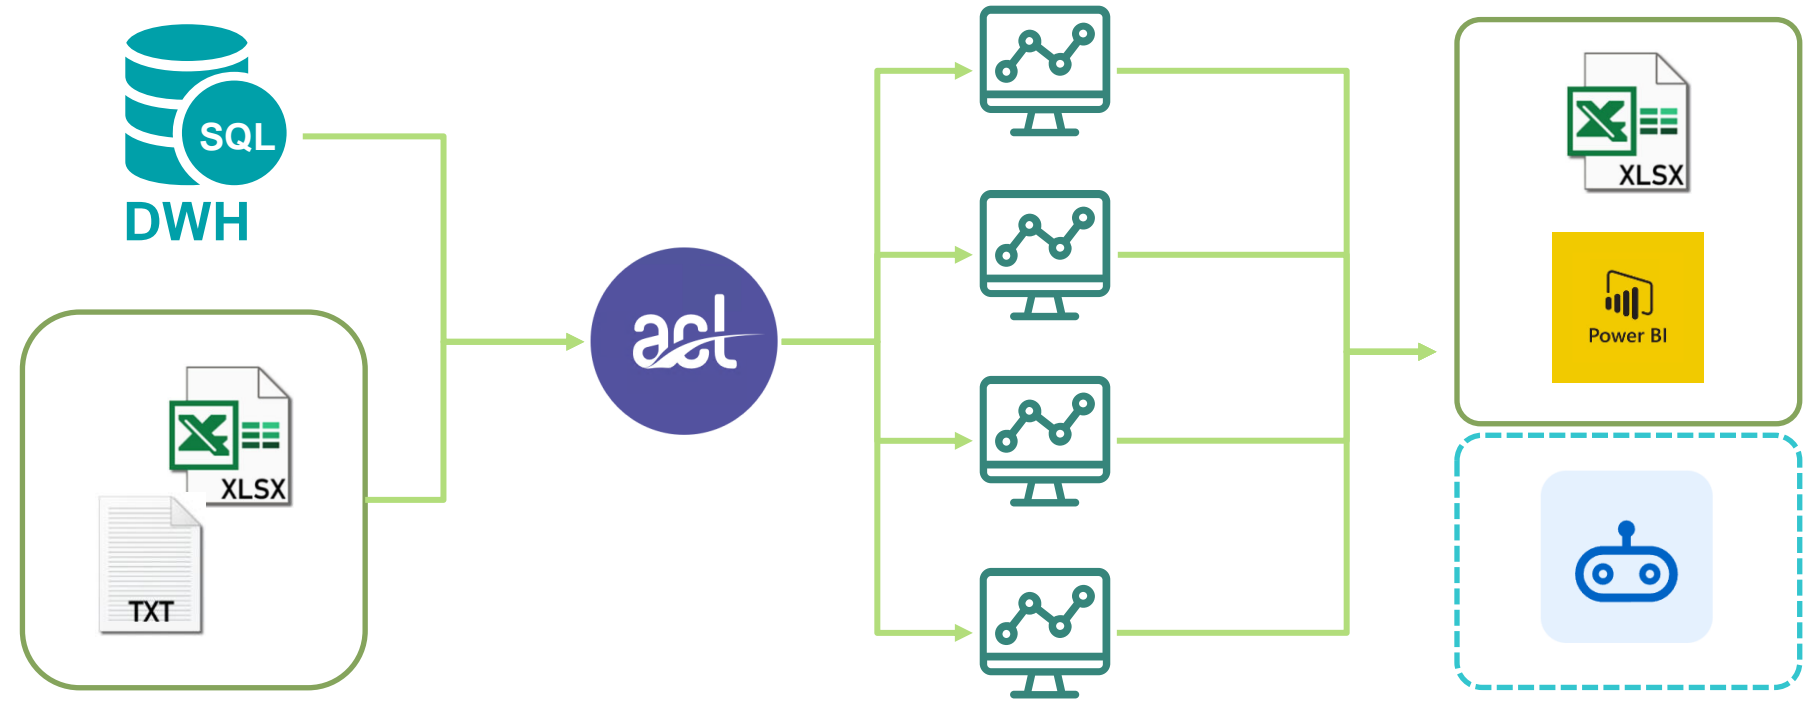 SQL
DWH
XLSX
TXT
acl
XLSX
Power BI